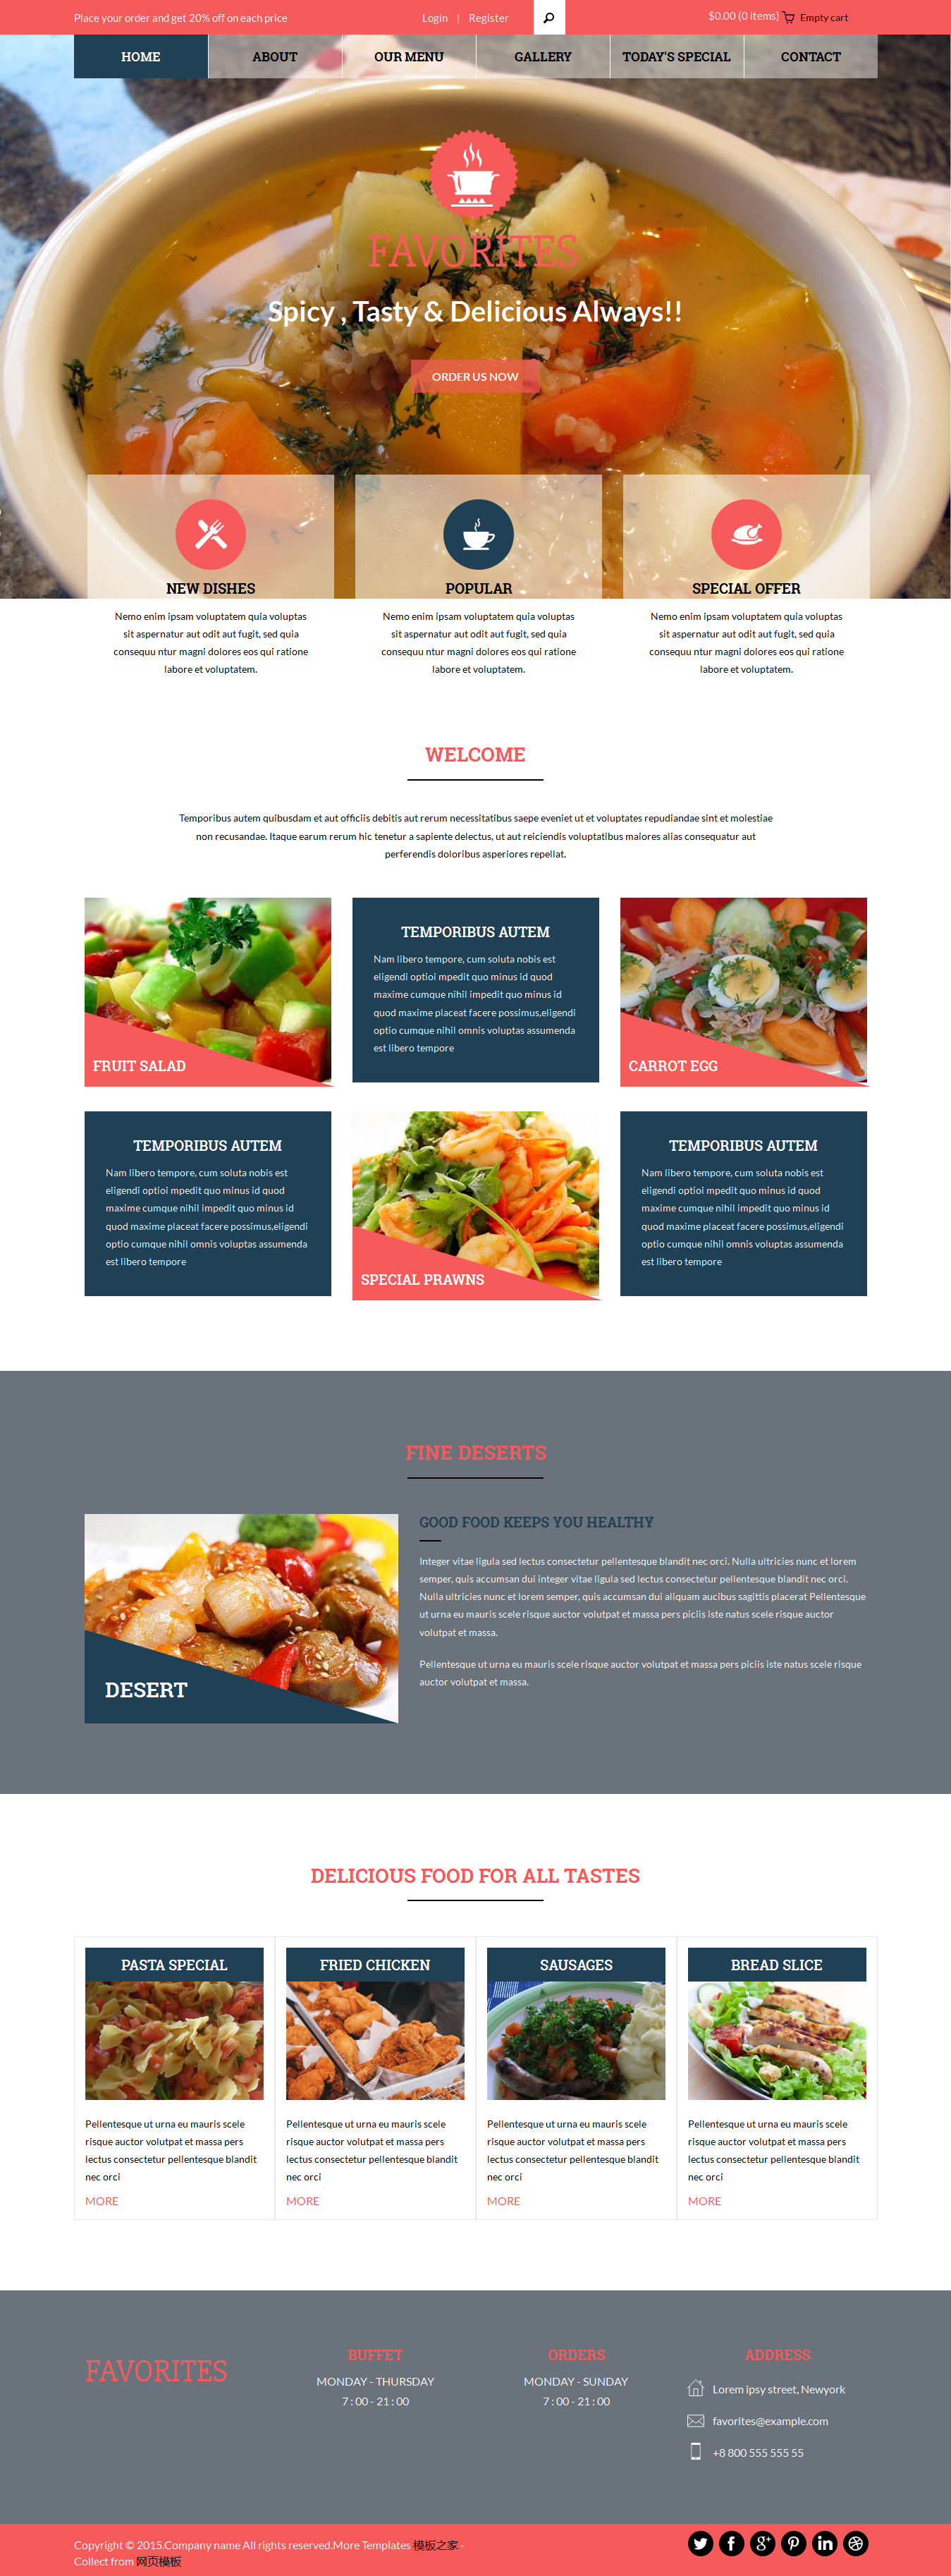 Place your order and get 20% off on each price
Login | Register
$0.00 (0 items) Empty cart
HOME
ABOUT
OUR MENU
GALLERY
TODAY'S SPECIAL
CONTACT
FAVORITES
Spicy , Tasty & Delicious Always!!
ORDER US NOW
NEW DISHES
Nemo enim ipsam voluptatem quia voluptas
sit aspernatur aut odit aut fugit, sed quia
consequu ntur magni dolores eos qui ratione
labore et voluptatem.
POPULAR
Nemo enim ipsam voluptatem quia voluptas
sit aspernatur aut odit aut fugit, sed quia
consequu ntur magni dolores eos qui ratione
labore et voluptatem.
SPECIAL OFFER
Nemo enim ipsam voluptatem quia voluptas
sit aspernatur aut odit aut fugit, sed quia
consequu ntur magni dolores eos qui ratione
labore et voluptatem.
WELCOME
Temporibus autem quibusdam et aut officiis debitis aut rerum necessitatibus saepe eveniet ut et voluptates repudiandae sint et molestiae
non recusandae. Itaque earum rerum hic tenetur a sapiente delectus, ut aut reiciendis voluptatibus maiores alias consequatur aut
perferendis doloribus asperiores repellat.
FRUIT SALAD
TEMPORIBUS AUTEM
Nam libero tempore, cum soluta nobis est
eligendi optioi mpedit quo minus id quod
maxime cumque nihil impedit quo minus id
quod maxime placeat facere possimus,eligendi
optio cumque nihil omnis voluptas assumenda
est libero tempore
CARROT EGG
TEMPORIBUS AUTEM
Nam libero tempore, cum soluta nobis est
eligendi optioi mpedit quo minus id quod
maxime cumque nihil impedit quo minus id
quod maxime placeat facere possimus,eligendi
optio cumque nihil omnis voluptas assumenda
est libero tempore
SPECIAL PRAWNS
TEMPORIBUS AUTEM
Nam libero tempore, cum soluta nobis est
eligendi optioi mpedit quo minus id quod
maxime cumque nihil impedit quo minus id
quod maxime placeat facere possimus,eligendi
optio cumque nihil omnis voluptas assumenda
est libero tempore
FINE DESERTS
DESERT
GOOD FOOD KEEPS YOU HEALTHY
Integer vitae ligula sed lectus consectetur pellentesque blandit nec orci. Nulla ultricies nunc et lorem
semper, quis accumsan dui integer vitae ligula sed lectus consectetur pellentesque blandit nec orci.
Nulla ultricies nunc et lorem semper, quis accumsan dui aliquam aucibus sagittis placerat Pellentesque
ut urna eu mauris scele risque auctor volutpat et massa pers piciis iste natus scele risque auctor
volutpat et massa.
Pellentesque ut urna eu mauris scele risque auctor volutpat et massa pers piciis iste natus scele risque
auctor volutpat et massa.
DELICIOUS FOOD FOR ALL TASTES
PASTA SPECIAL
Pellentesque ut urna eu mauris scele
risque auctor volutpat et massa pers
lectus consectetur pellentesque blandit
nec orci
MORE
FRIED CHICKEN
Pellentesque ut urna eu mauris scele
risque auctor volutpat et massa pers
lectus consectetur pellentesque blandit
nec orci
MORE
SAUSAGES
Pellentesque ut urna eu mauris scele
risque auctor volutpat et massa pers
lectus consectetur pellentesque blandit
nec orci
MORE
BREAD SLICE
Pellentesque ut urna eu mauris scele
risque auctor volutpat et massa pers
lectus consectetur pellentesque blandit
nec orci
MORE
FAVORITES
BUFFET
MONDAY - THURSDAY
7 : 00 - 21 : 00
ORDERS
MONDAY - SUNDAY
7 : 00 - 21 : 00
ADDRESS
Lorem ipsy street, Newyork
favorites@example.com
+8 800 555 555 55
Copyright © 2015.Company name All rights reserved.More Templates 模板之家 -
Collect from 网页模板